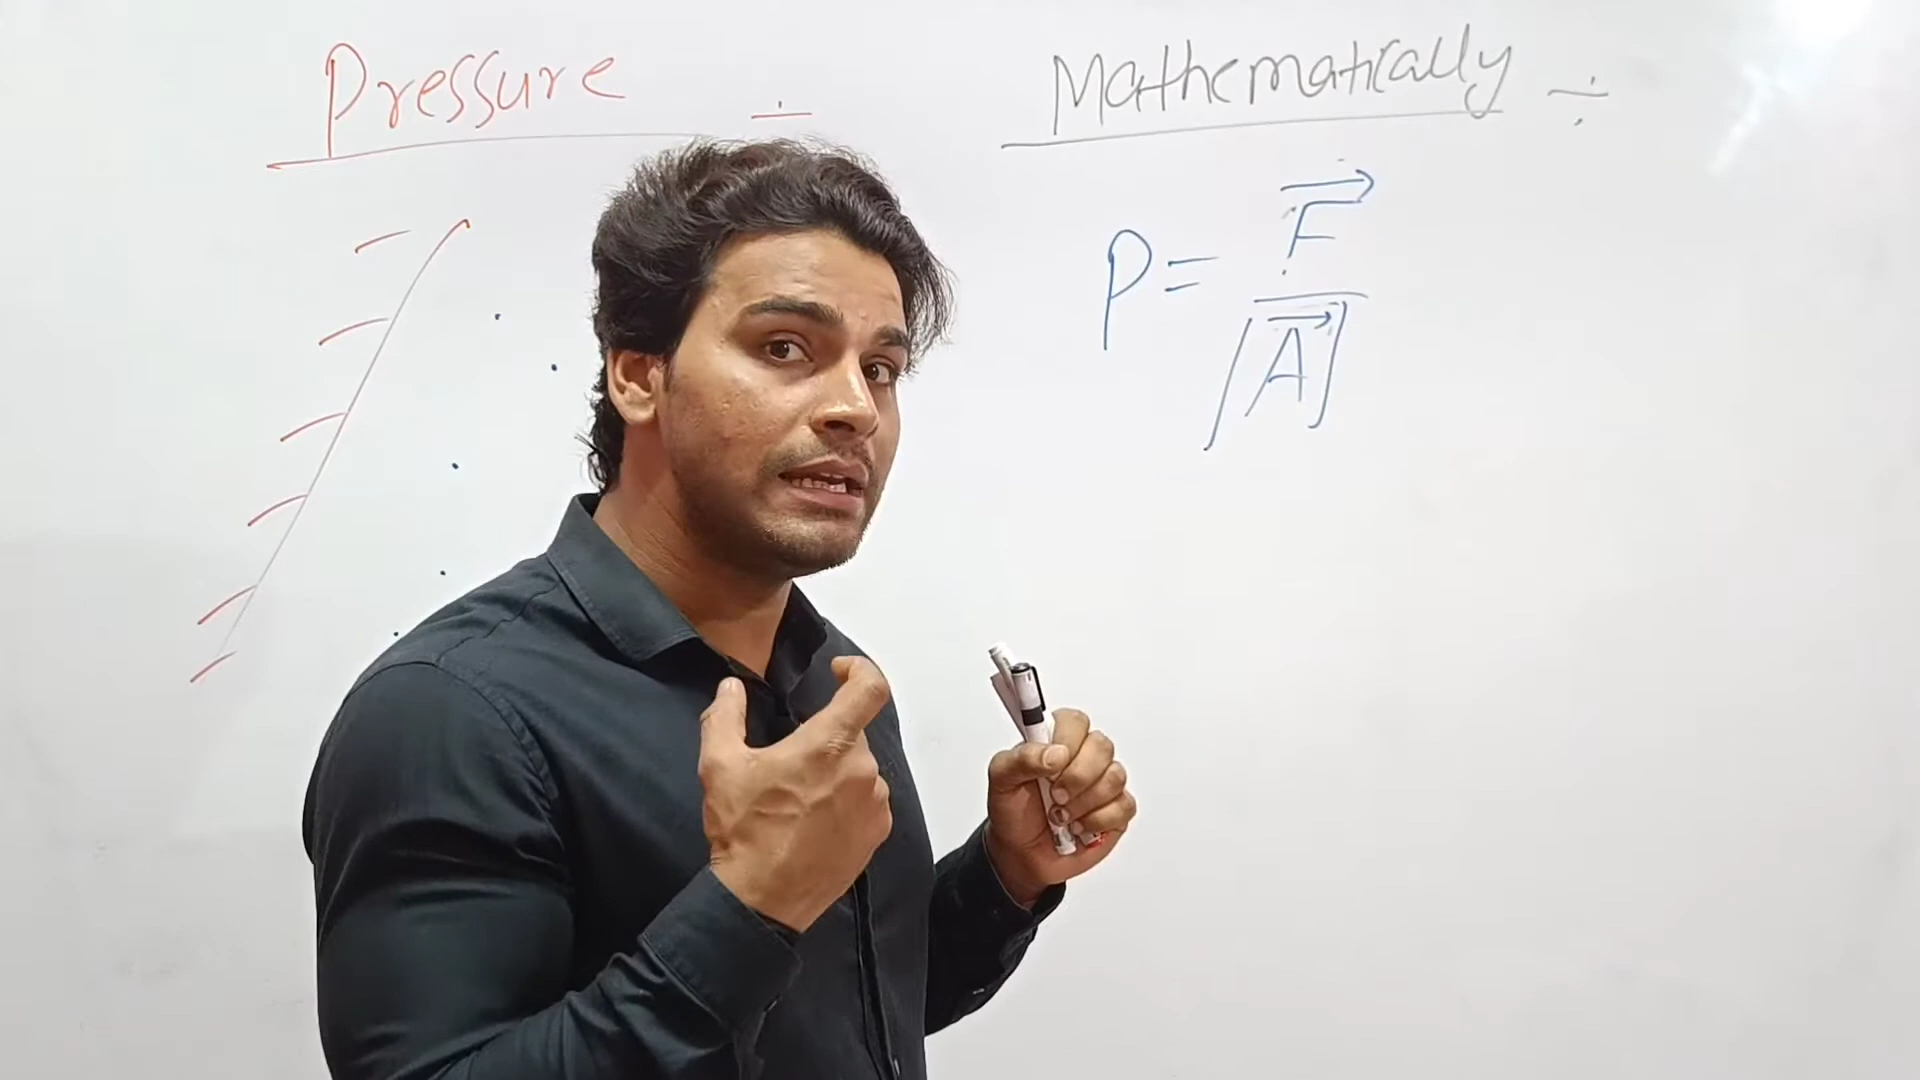 Pressure ÷
Mathematically ÷
P = F⃗
|A⃗|